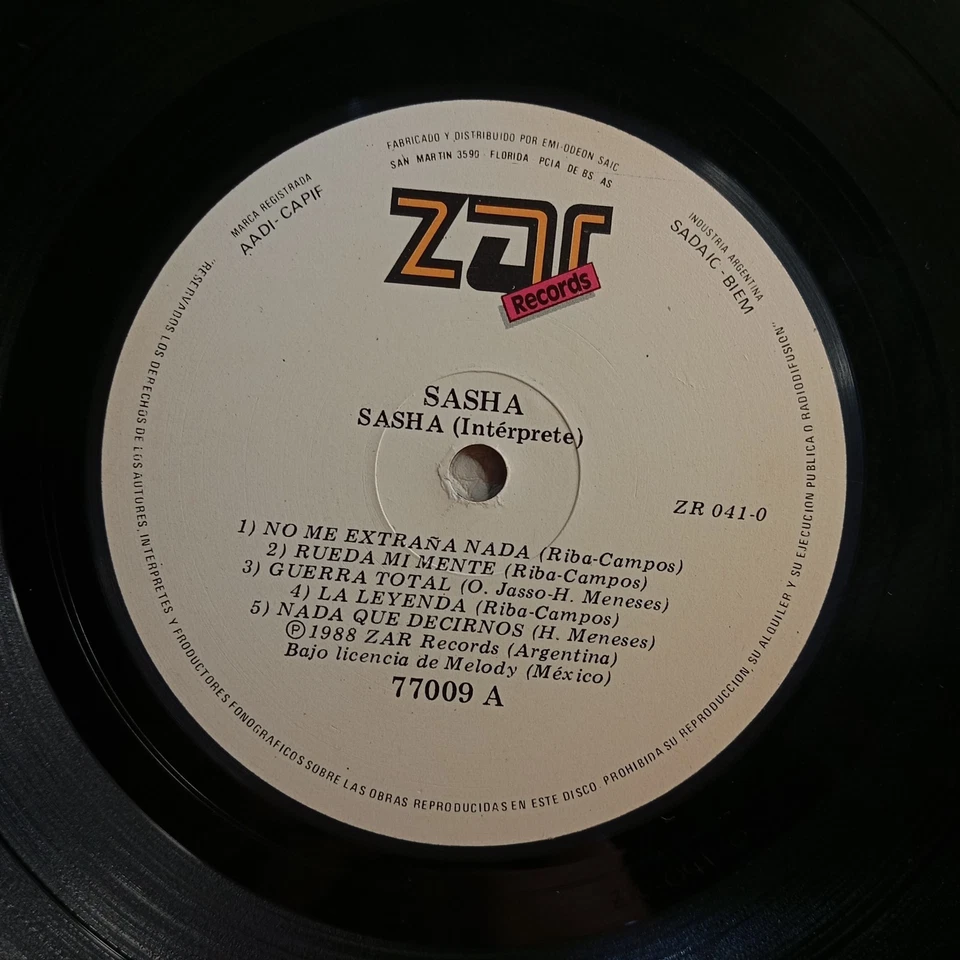 FABRICADO Y DISTRIBUIDO POR EMI-ODEON SAIC
SAN MARTIN 3590 - FLORIDA PCIA DE BS AS
MARCA REGISTRADA
AADI-CAPIF
INDUSTRIA ARGENTINA
SADAIC-BIEM
zar
Records
SASHA
SASHA (Intérprete)
ZR 041-0
1) NO ME EXTRAÑA NADA (Riba-Campos)
2) RUEDA MI MENTE (Riba-Campos)
3) GUERRA TOTAL (O. Jasso-H. Meneses)
4) LA LEYENDA (Riba-Campos)
5) NADA QUE DECIRNOS (H. Meneses)
Ⓟ1988 ZAR Records (Argentina)
Bajo licencia de Melody (México)
77009 A
"RESERVADOS LOS DERECHOS DE LOS AUTORES, INTERPRETES Y PRODUCTORES FONOGRAFICOS SOBRE LAS OBRAS REPRODUCIDAS EN ESTE DISCO. PROHIBIDA SU REPRODUCCION, SU ALQUILER Y SU EJECUCION PUBLICA O RADIODIFUSION"